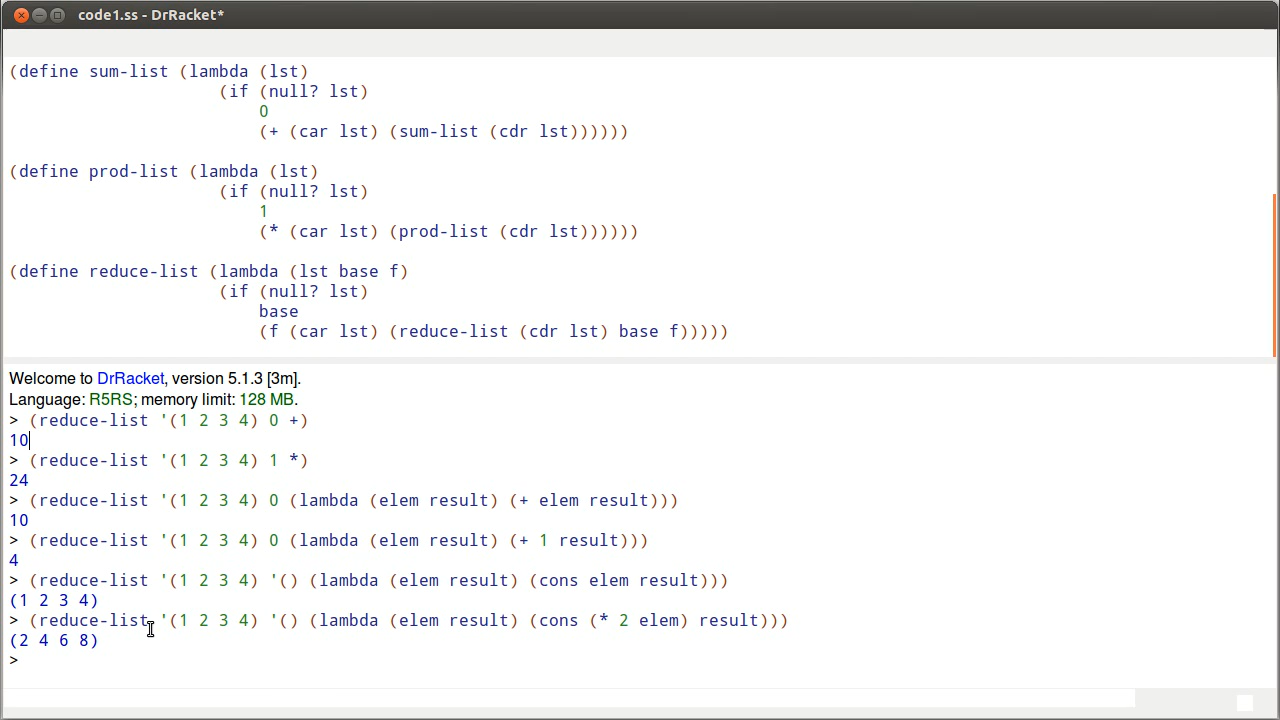 code1.ss - DrRacket*
(define sum-list (lambda (lst)
(if (null? lst)
0
(+ (car lst) (sum-list (cdr lst))))))
(define prod-list (lambda (lst)
(if (null? lst)
1
(* (car lst) (prod-list (cdr lst))))))
(define reduce-list (lambda (lst base f)
(if (null? lst)
base
(f (car lst) (reduce-list (cdr lst) base f)))))
Welcome to DrRacket, version 5.1.3 [3m].
Language: R5RS; memory limit: 128 MB.
> (reduce-list '(1 2 3 4) 0 +)
10
> (reduce-list '(1 2 3 4) 1 *)
24
> (reduce-list '(1 2 3 4) 0 (lambda (elem result) (+ elem result)))
10
> (reduce-list '(1 2 3 4) 0 (lambda (elem result) (+ 1 result)))
4
> (reduce-list '(1 2 3 4) '() (lambda (elem result) (cons elem result)))
(1 2 3 4)
> (reduce-list '(1 2 3 4) '() (lambda (elem result) (cons (* 2 elem) result)))
(2 4 6 8)
>